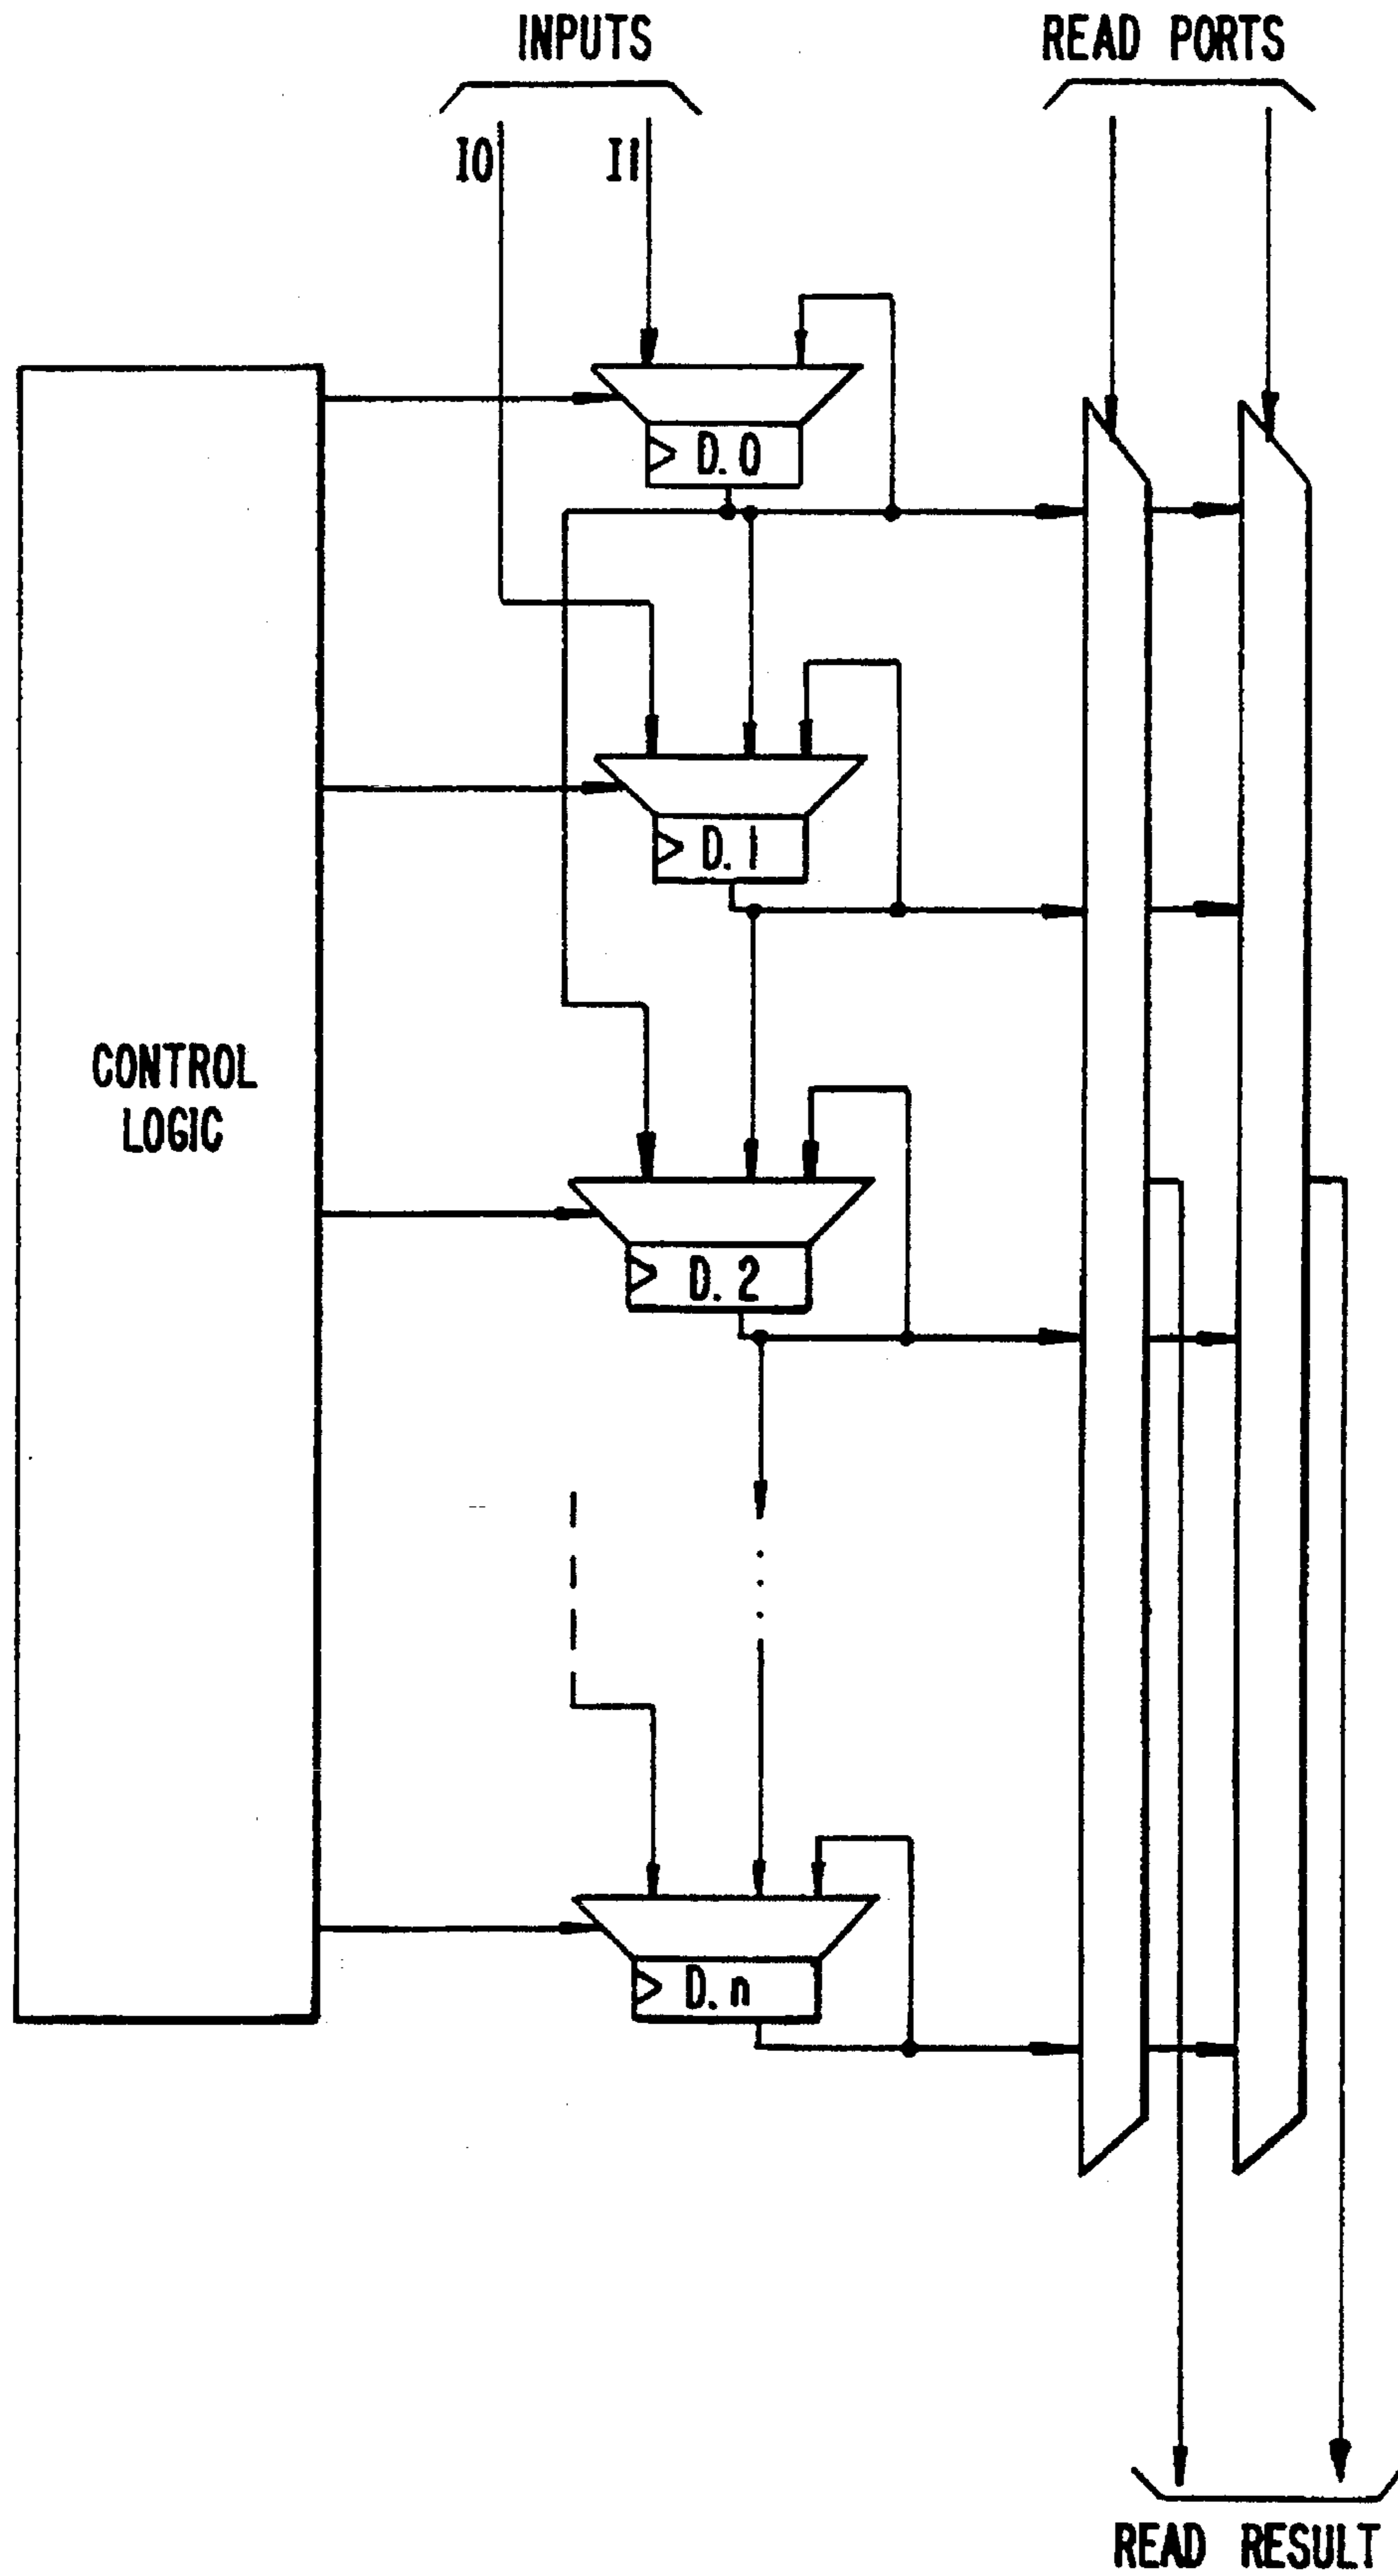 INPUTS
READ PORTS
I0
I1
D.0
D.1
CONTROL
LOGIC
D.2
D.n
READ RESULT